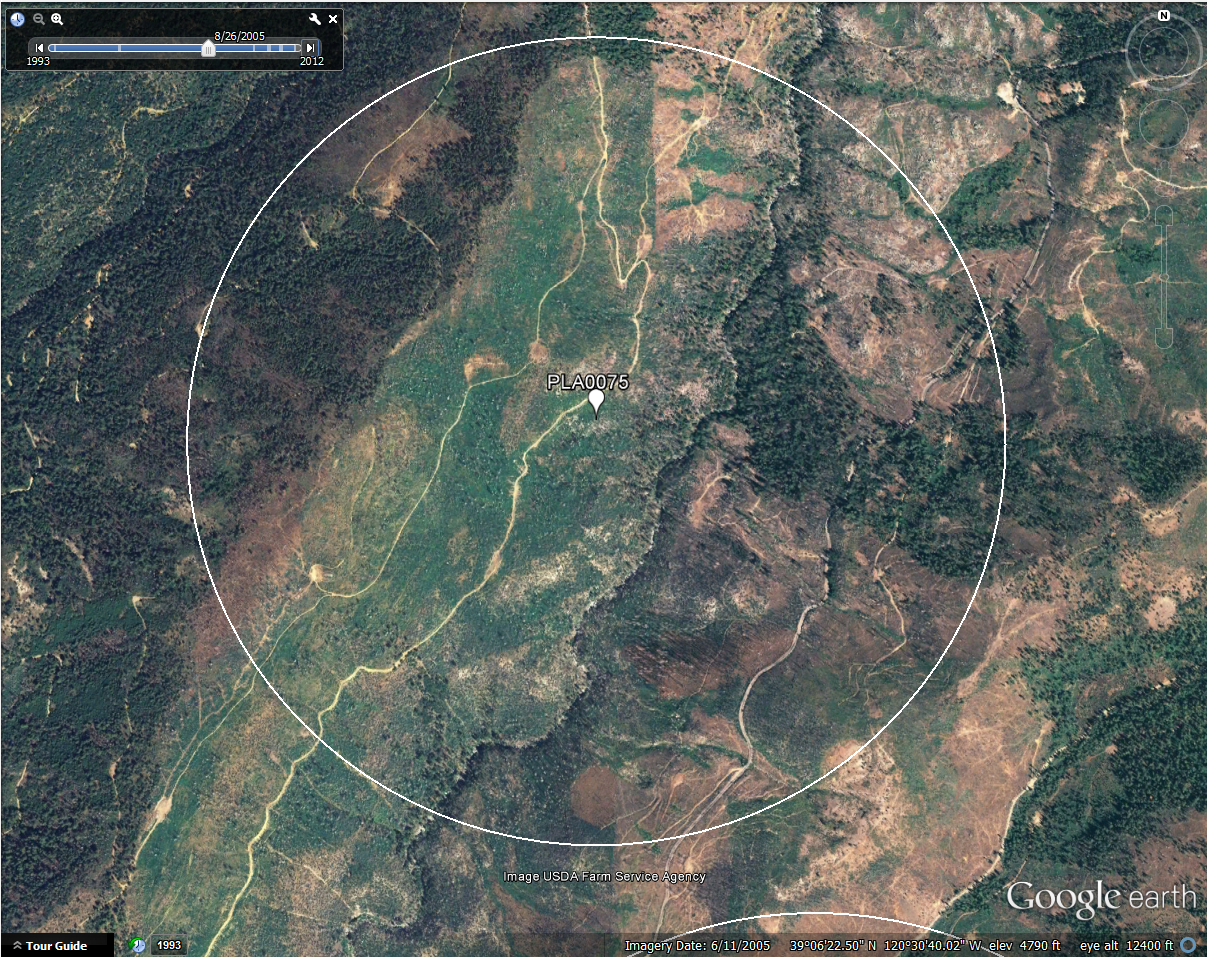 8/26/2005
1993
2012
N
PLA0075
Image USDA Farm Service Agency
Google earth
Tour Guide
1993
Imagery Date: 6/11/2005 39°06'22.50" N 120°30'40.02" W elev 4790 ft eye alt 12400 ft